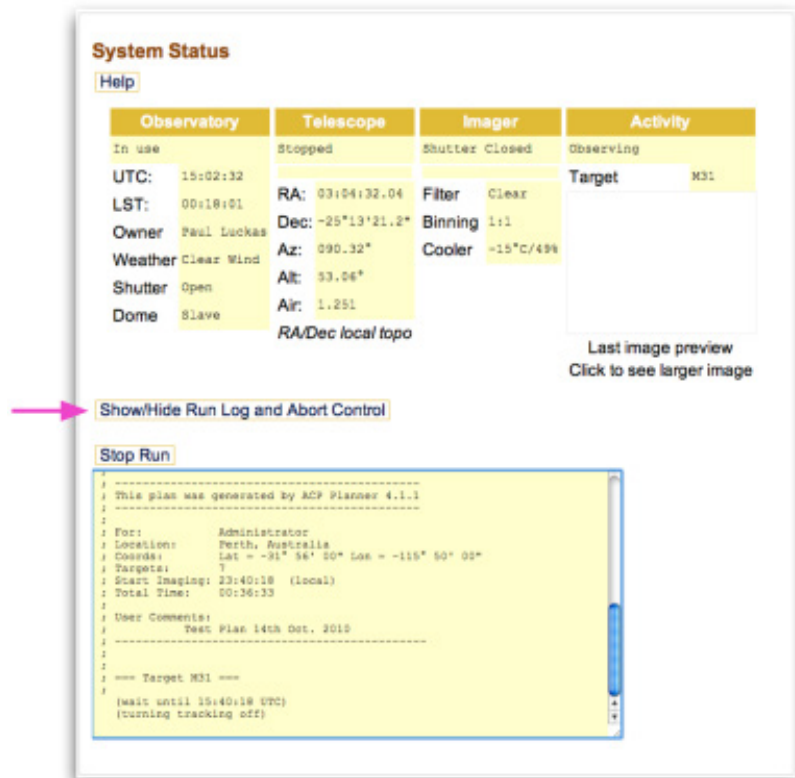 System Status
Help
Observatory Telescope Imager Activity
In use Stopped Shutter Closed Observing
UTC: 15:02:32
LST: 00:18:01
Owner Paul Luckas
Weather Clear Wind
Shutter Open
Dome Slave
RA: 03:04:32.04
Dec: -25°13'21.2"
Az: 090.32°
Alt: 53.06°
Air: 1.251
RA/Dec local topo
Filter Clear
Binning 1:1
Cooler -15°C/49%
Target M31
Last image preview
Click to see larger image
Show/Hide Run Log and Abort Control
Stop Run
;
; ----------------------------------------
; This plan was generated by ACP Planner 4.1.1
; ----------------------------------------
;
; For: Administrator
; Location: Perth, Australia
; Coords: Lat = -31° 56' 00" Lon = -115° 50' 00"
; Targets: 7
; Start Imaging: 23:40:18 (local)
; Total Time: 00:36:33
;
; User Comments:
; Test Plan 14th Oct. 2010
; ----------------------------------------
;
;
; === Target M31 ===
;
(wait until 15:40:18 UTC)
(turning tracking off)